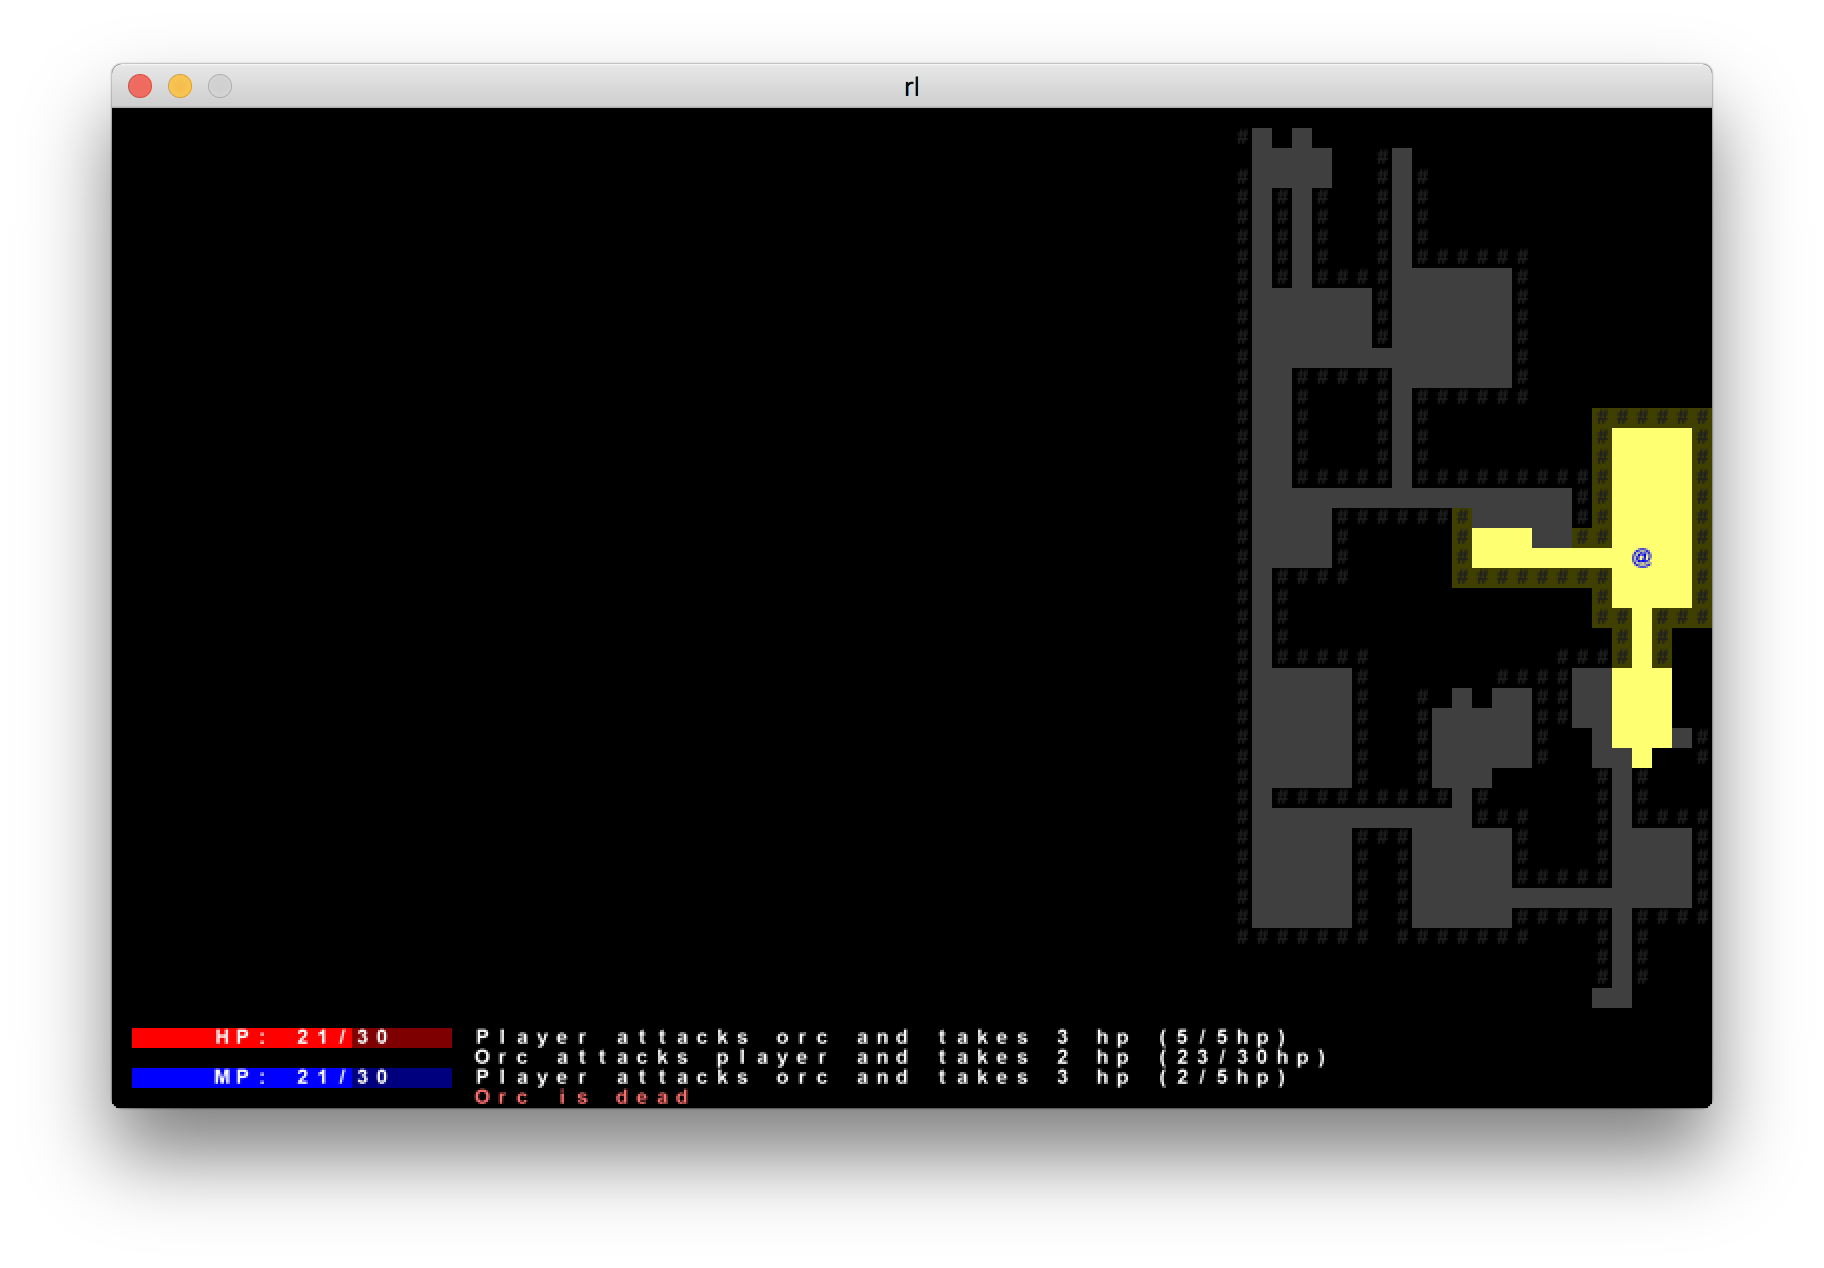 rl
@
HP: 21/30
MP: 21/30
Player attacks orc and takes 3 hp (5/5hp)
Orc attacks player and takes 2 hp (23/30hp)
Player attacks orc and takes 3 hp (2/5hp)
Orc is dead